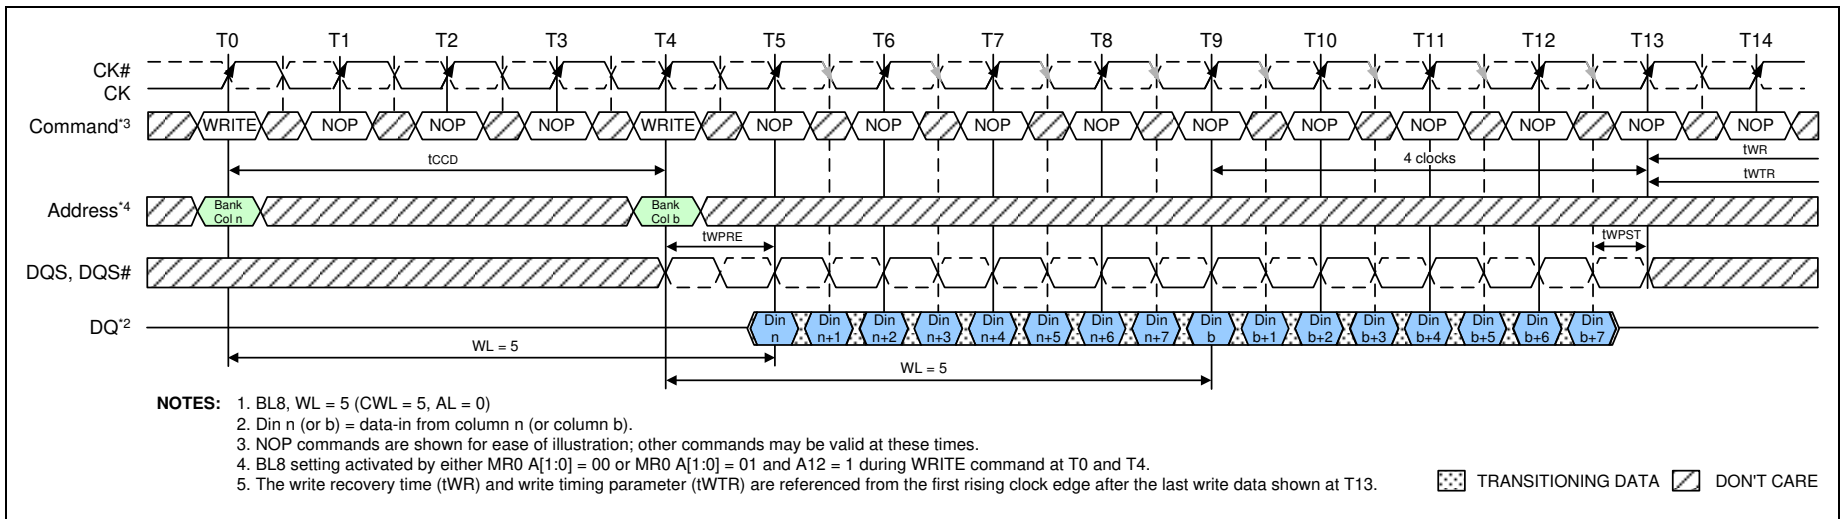 T0 T1 T2 T3 T4 T5 T6 T7 T8 T9 T10 T11 T12 T13 T14
CK#
CK
Command*3 WRITE NOP NOP NOP WRITE NOP NOP NOP NOP NOP NOP NOP NOP NOP NOP
tCCD 4 clocks tWR
tWTR
Address*4 Bank Col n Bank Col b
tWPRE tWPST
DQS, DQS#
DQ*2 Din n Din n+1 Din n+2 Din n+3 Din n+4 Din n+5 Din n+6 Din n+7 Din b Din b+1 Din b+2 Din b+3 Din b+4 Din b+5 Din b+6 Din b+7
WL = 5
WL = 5
NOTES: 1. BL8, WL = 5 (CWL = 5, AL = 0)
2. Din n (or b) = data-in from column n (or column b).
3. NOP commands are shown for ease of illustration; other commands may be valid at these times.
4. BL8 setting activated by either MR0 A[1:0] = 00 or MR0 A[1:0] = 01 and A12 = 1 during WRITE command at T0 and T4.
5. The write recovery time (tWR) and write timing parameter (tWTR) are referenced from the first rising clock edge after the last write data shown at T13.
TRANSITIONING DATA DON'T CARE